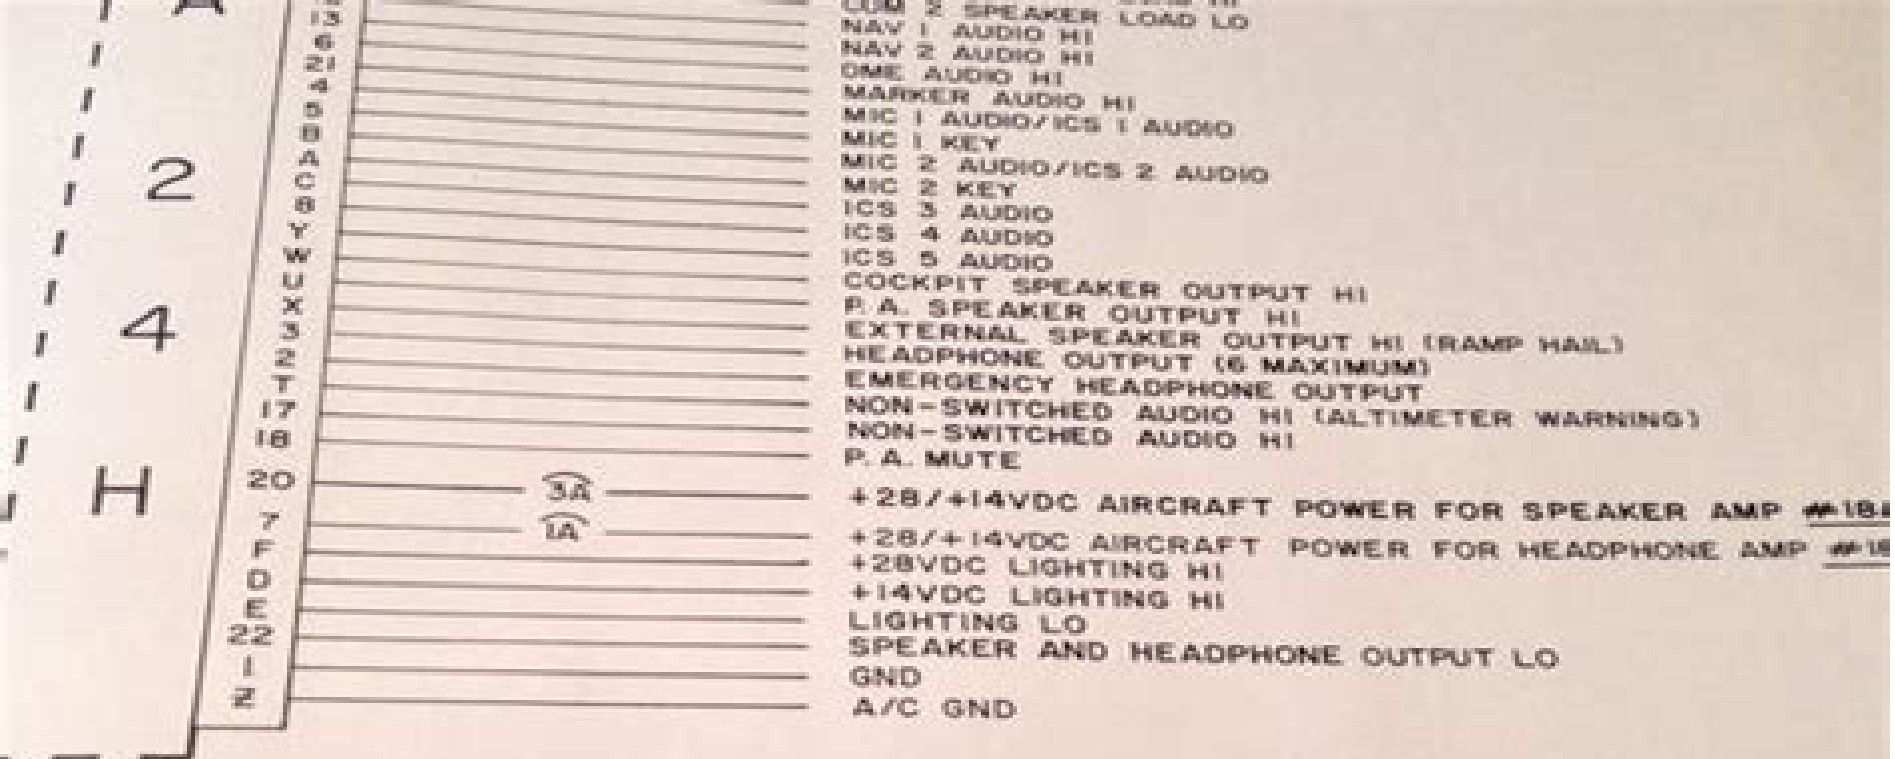 COM 2 SPEAKER LOAD LO
NAV 1 AUDIO HI
13 NAV 2 AUDIO HI
6 DME AUDIO HI
21 MARKER AUDIO HI
4 MIC 1 AUDIO/ICS 1 AUDIO
5 MIC 1 KEY
B MIC 2 AUDIO/ICS 2 AUDIO
A MIC 2 KEY
C ICS 3 AUDIO
8 ICS 4 AUDIO
Y ICS 5 AUDIO
W COCKPIT SPEAKER OUTPUT HI
U P.A. SPEAKER OUTPUT HI
X EXTERNAL SPEAKER OUTPUT HI (RAMP HAIL)
3 HEADPHONE OUTPUT (6 MAXIMUM)
2 EMERGENCY HEADPHONE OUTPUT
T NON-SWITCHED AUDIO HI (ALTIMETER WARNING)
17 NON-SWITCHED AUDIO HI
18 P.A. MUTE
20 3A +28/+14VDC AIRCRAFT POWER FOR SPEAKER AMP #18
7 1A +28/+14VDC AIRCRAFT POWER FOR HEADPHONE AMP #18
F +28VDC LIGHTING HI
D +14VDC LIGHTING HI
E LIGHTING LO
22 SPEAKER AND HEADPHONE OUTPUT LO
1 GND
Z A/C GND
A
2
4
H